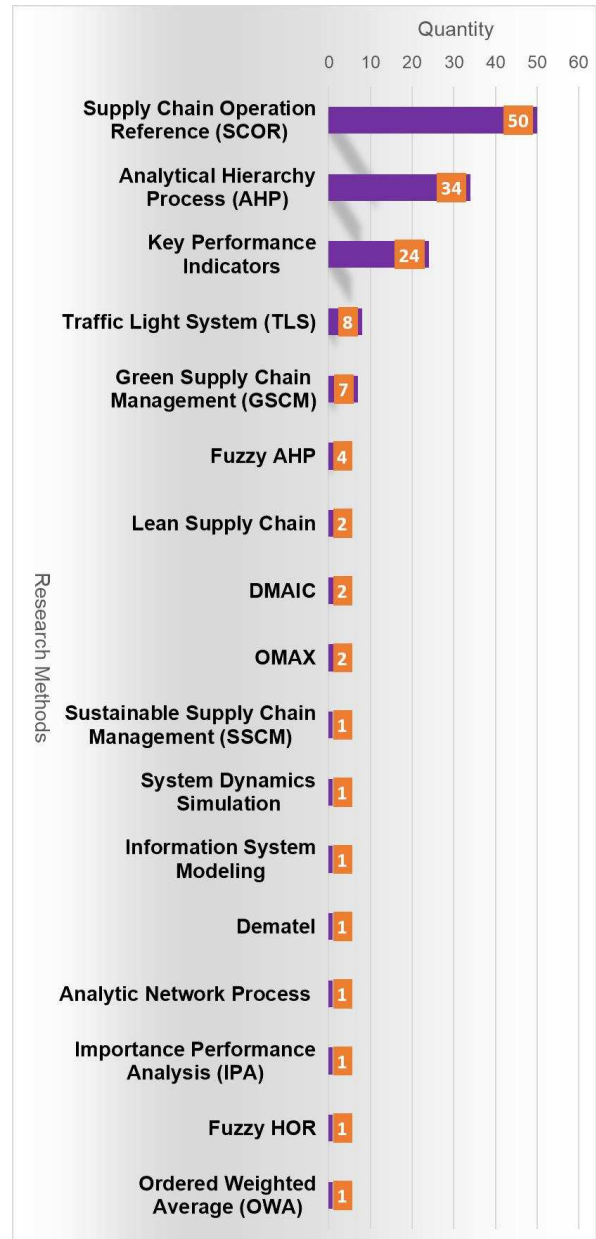 Quantity
0 10 20 30 40 50 60
Supply Chain Operation
Reference (SCOR)
50
Analytical Hierarchy
Process (AHP)
34
Key Performance
Indicators
24
Traffic Light System (TLS)
8
Green Supply Chain
Management (GSCM)
7
Fuzzy AHP
4
Lean Supply Chain
2
DMAIC
2
OMAX
2
Sustainable Supply Chain
Management (SSCM)
1
System Dynamics
Simulation
1
Information System
Modeling
1
Dematel
1
Analytic Network Process
1
Importance Performance
Analysis (IPA)
1
Fuzzy HOR
1
Ordered Weighted
Average (OWA)
1
Research Methods